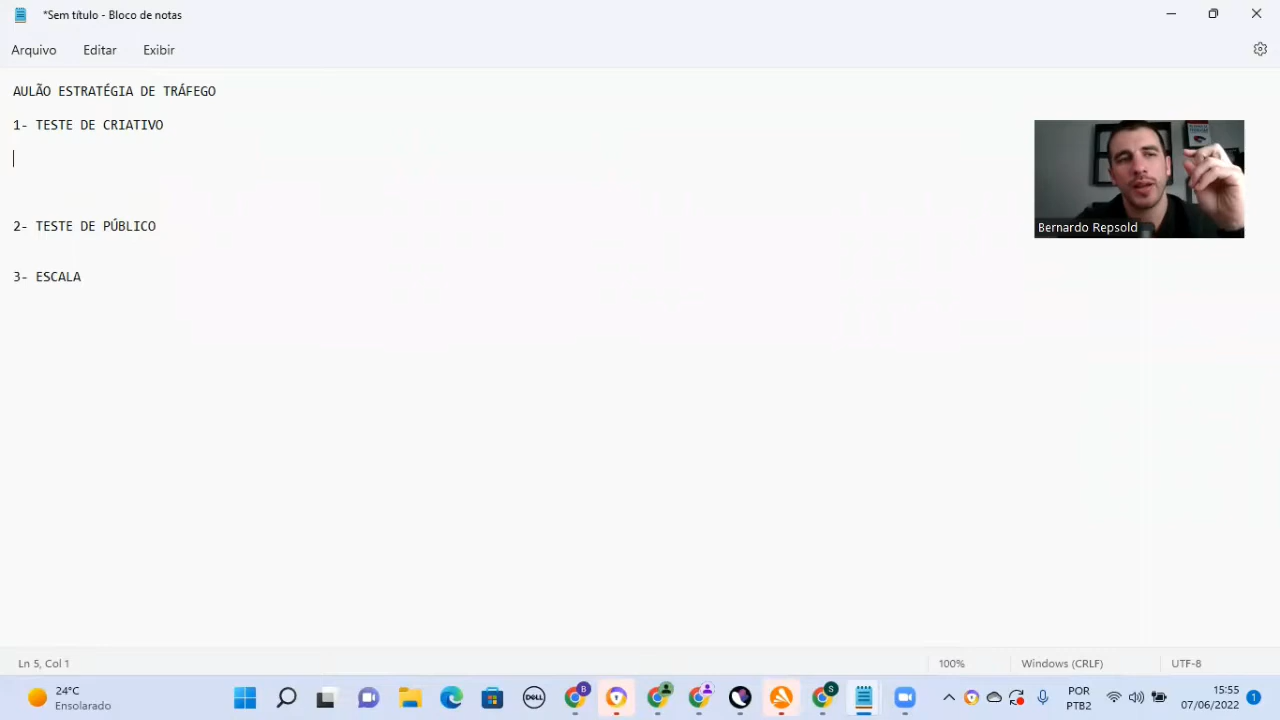 *Sem título - Bloco de notas
Arquivo Editar Exibir
AULÃO ESTRATÉGIA DE TRÁFEGO
1- TESTE DE CRIATIVO
Bernardo Repsold
2- TESTE DE PÚBLICO
3- ESCALA
Ln 5, Col 1
100%
Windows (CRLF)
UTF-8
24°C
Ensolarado
DELL
B
S
POR
PTB2
15:55
07/06/2022
1